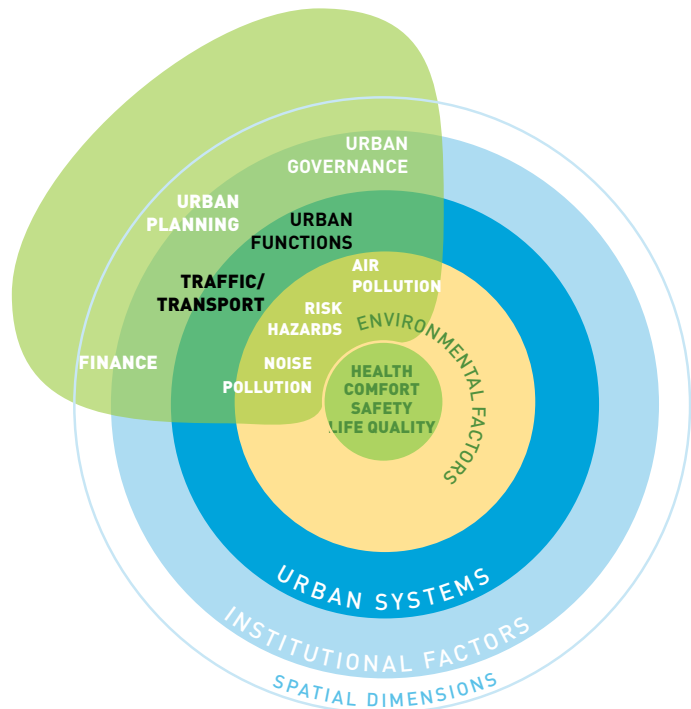 URBAN
GOVERNANCE
URBAN
PLANNING
URBAN
FUNCTIONS
TRAFFIC/
TRANSPORT
AIR
POLLUTION
RISK
HAZARDS
FINANCE
NOISE
POLLUTION
ENVIRONMENTAL FACTORS
HEALTH
COMFORT
SAFETY
LIFE QUALITY
URBAN SYSTEMS
INSTITUTIONAL FACTORS
SPATIAL DIMENSIONS